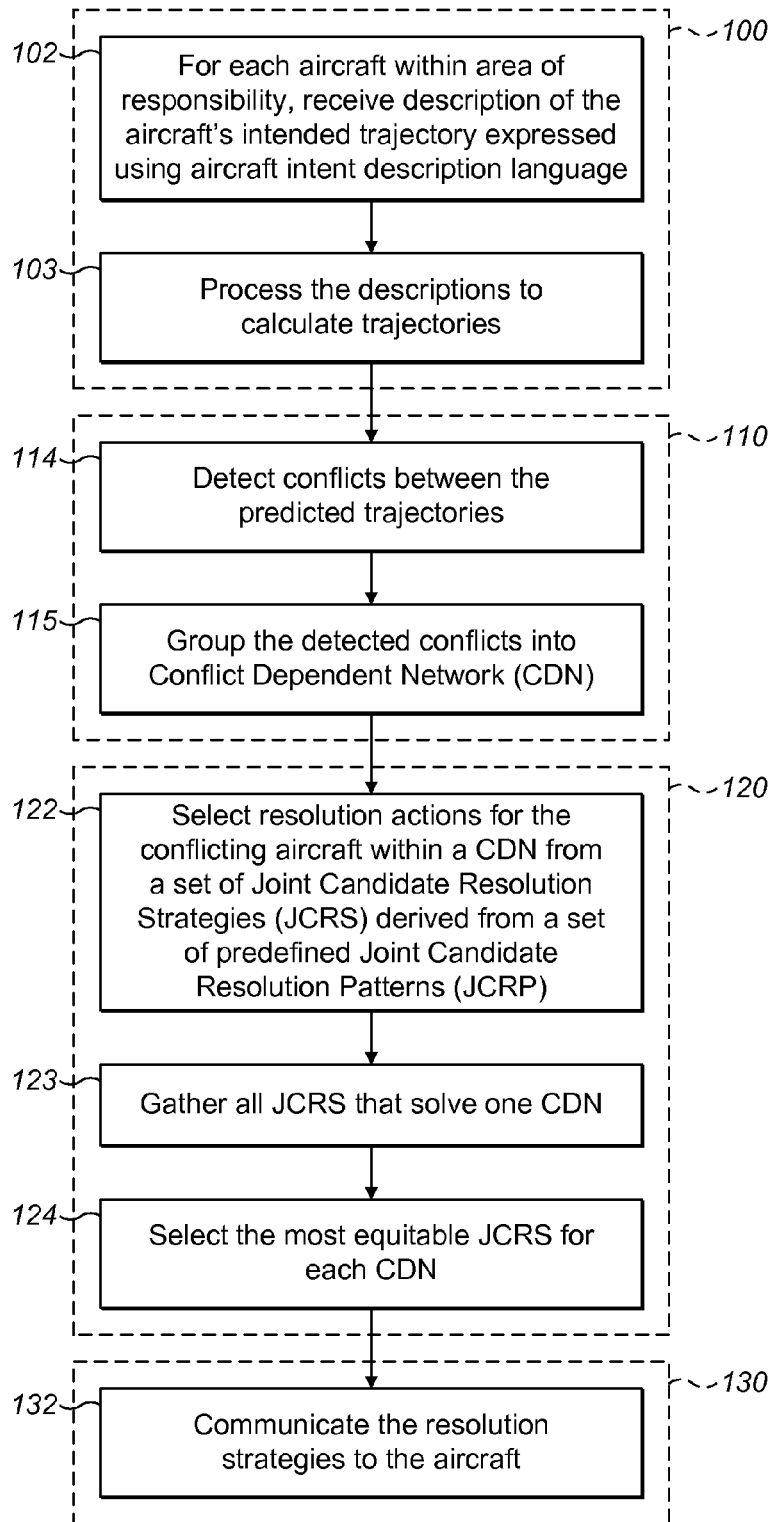 100
102
For each aircraft within area of
responsibility, receive description of the
aircraft's intended trajectory expressed
using aircraft intent description language
103
Process the descriptions to
calculate trajectories
110
114
Detect conflicts between the
predicted trajectories
115
Group the detected conflicts into
Conflict Dependent Network (CDN)
120
122
Select resolution actions for the
conflicting aircraft within a CDN from
a set of Joint Candidate Resolution
Strategies (JCRS) derived from a set
of predefined Joint Candidate
Resolution Patterns (JCRP)
123
Gather all JCRS that solve one CDN
124
Select the most equitable JCRS for
each CDN
130
132
Communicate the resolution
strategies to the aircraft